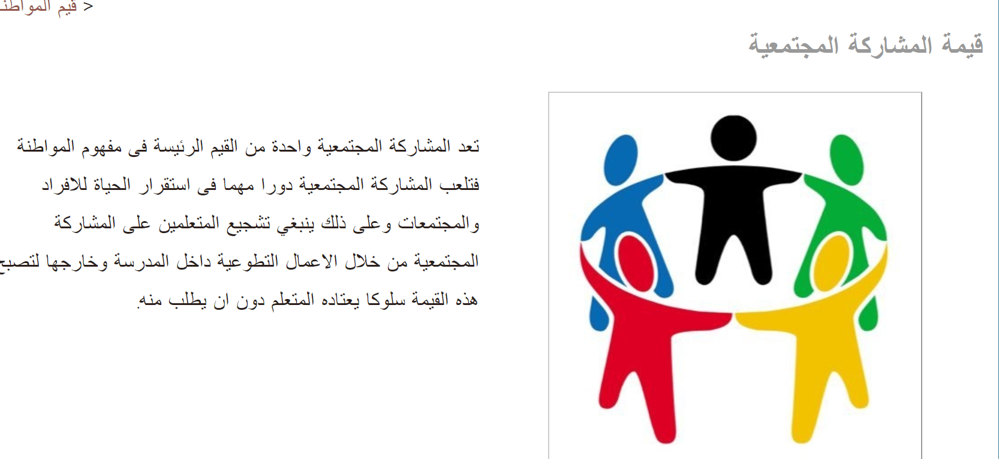 < قيم المواطن
قيمة المشاركة المجتمعية
تعد المشاركة المجتمعية واحدة من القيم الرئيسة فى مفهوم المواطنة
فتلعب المشاركة المجتمعية دورا مهما فى استقرار الحياة للافراد
والمجتمعات وعلى ذلك ينبغي تشجيع المتعلمين على المشاركة
المجتمعية من خلال الاعمال التطوعية داخل المدرسة وخارجها لتصبح
هذه القيمة سلوكا يعتاده المتعلم دون ان يطلب منه.